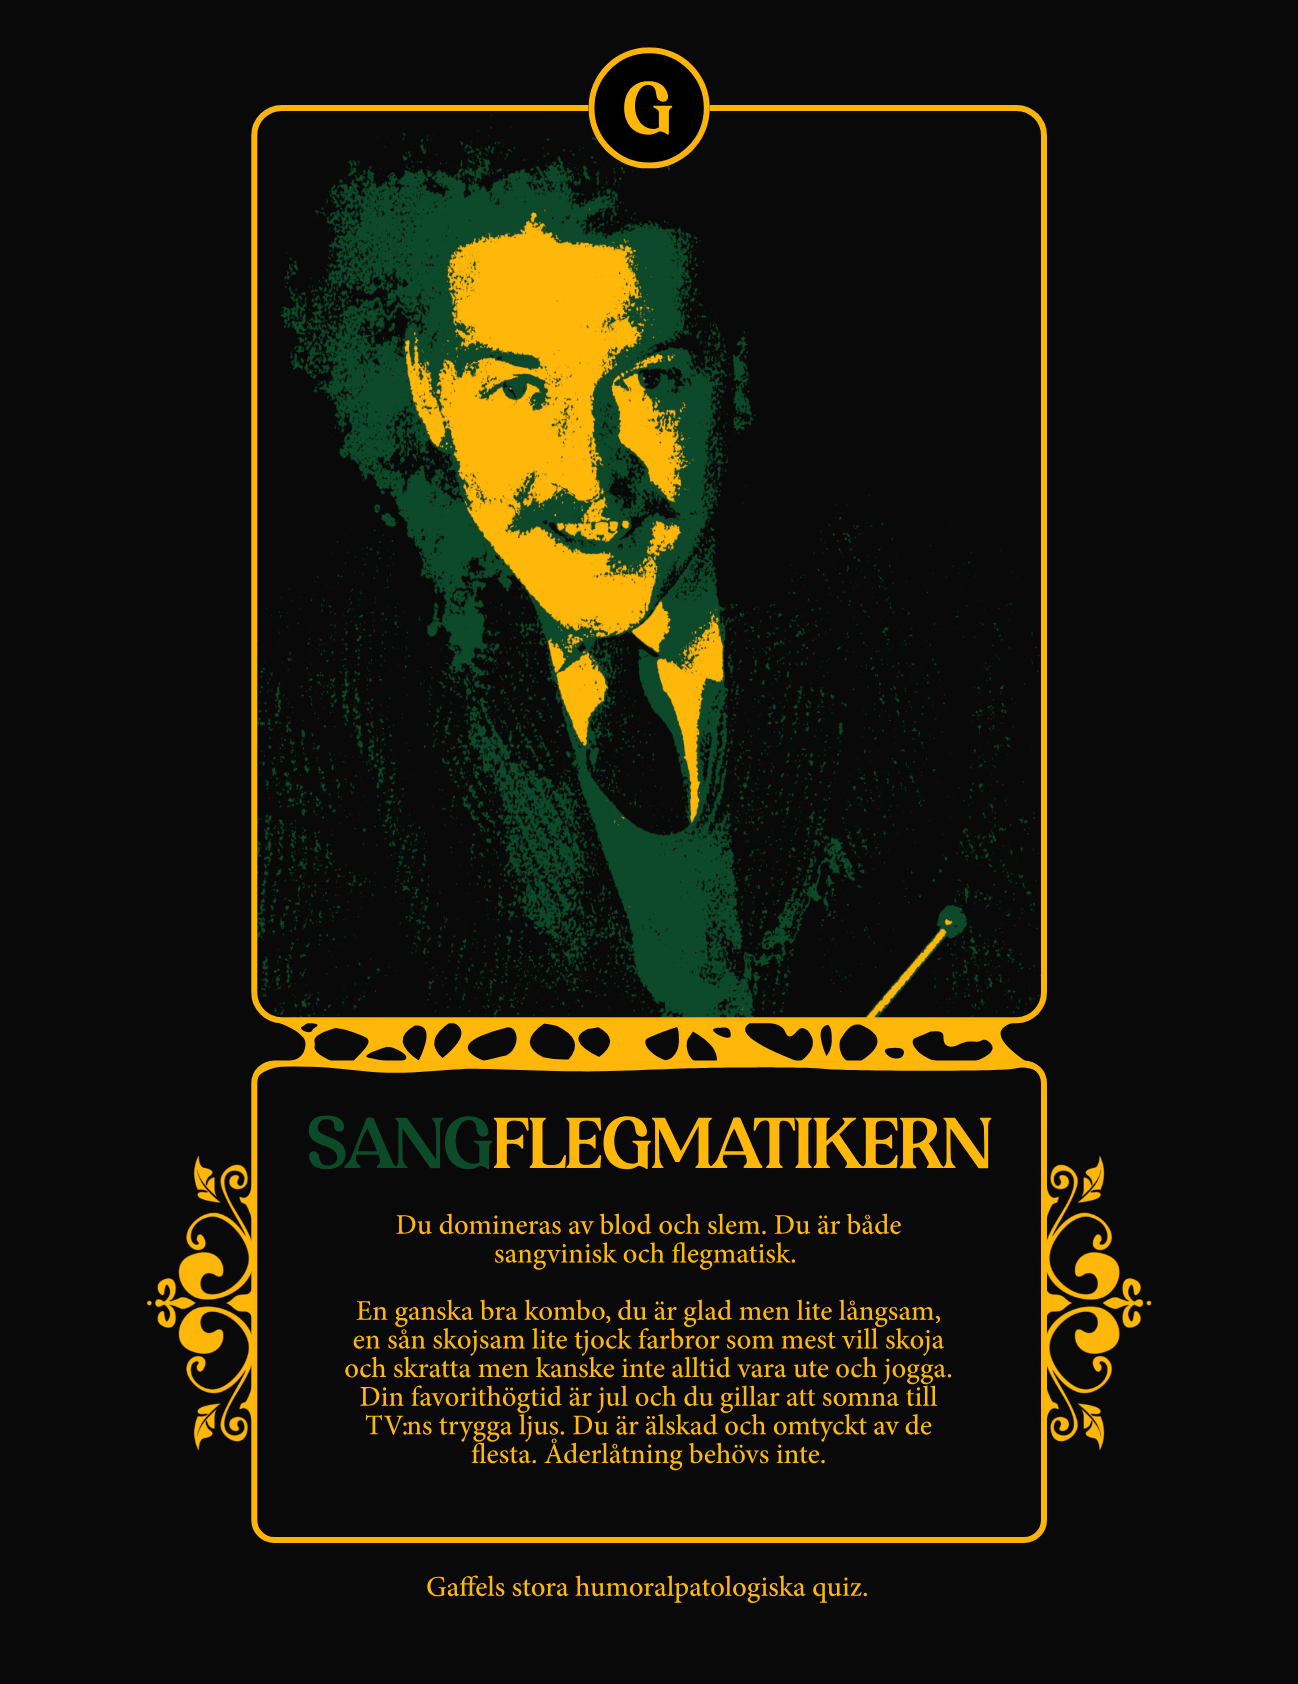 G
SANGFLEGMATIKERN
Du domineras av blod och slem. Du är både
sangvinisk och flegmatisk.
En ganska bra kombo, du är glad men lite långsam,
en sån skojsam lite tjock farbror som mest vill skoja
och skratta men kanske inte alltid vara ute och jogga.
Din favorithögtid är jul och du gillar att somna till
TV:ns trygga ljus. Du är älskad och omtyckt av de
flesta. Åderlåtning behövs inte.
Gaffels stora humoralpatologiska quiz.